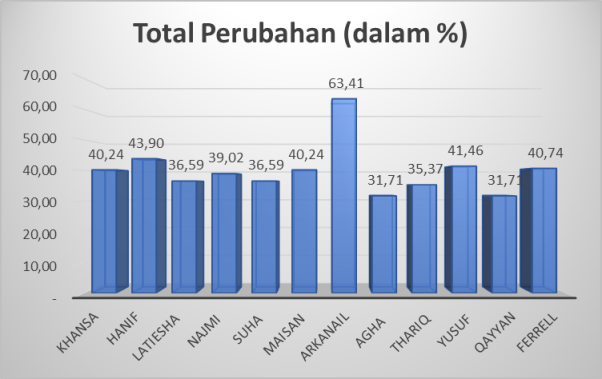 Total Perubahan (dalam %)
70,00
60,00
50,00
40,00
30,00
20,00
10,00
-
40,24
43,90
36,59
39,02
36,59
40,24
63,41
31,71
35,37
41,46
31,71
40,74
KHANSA
HANIF
LATIESHA
NAJMI
SUHA
MAISAN
ARKANAIL
AGHA
THARIQ
YUSUF
QAYYAN
FERRELL